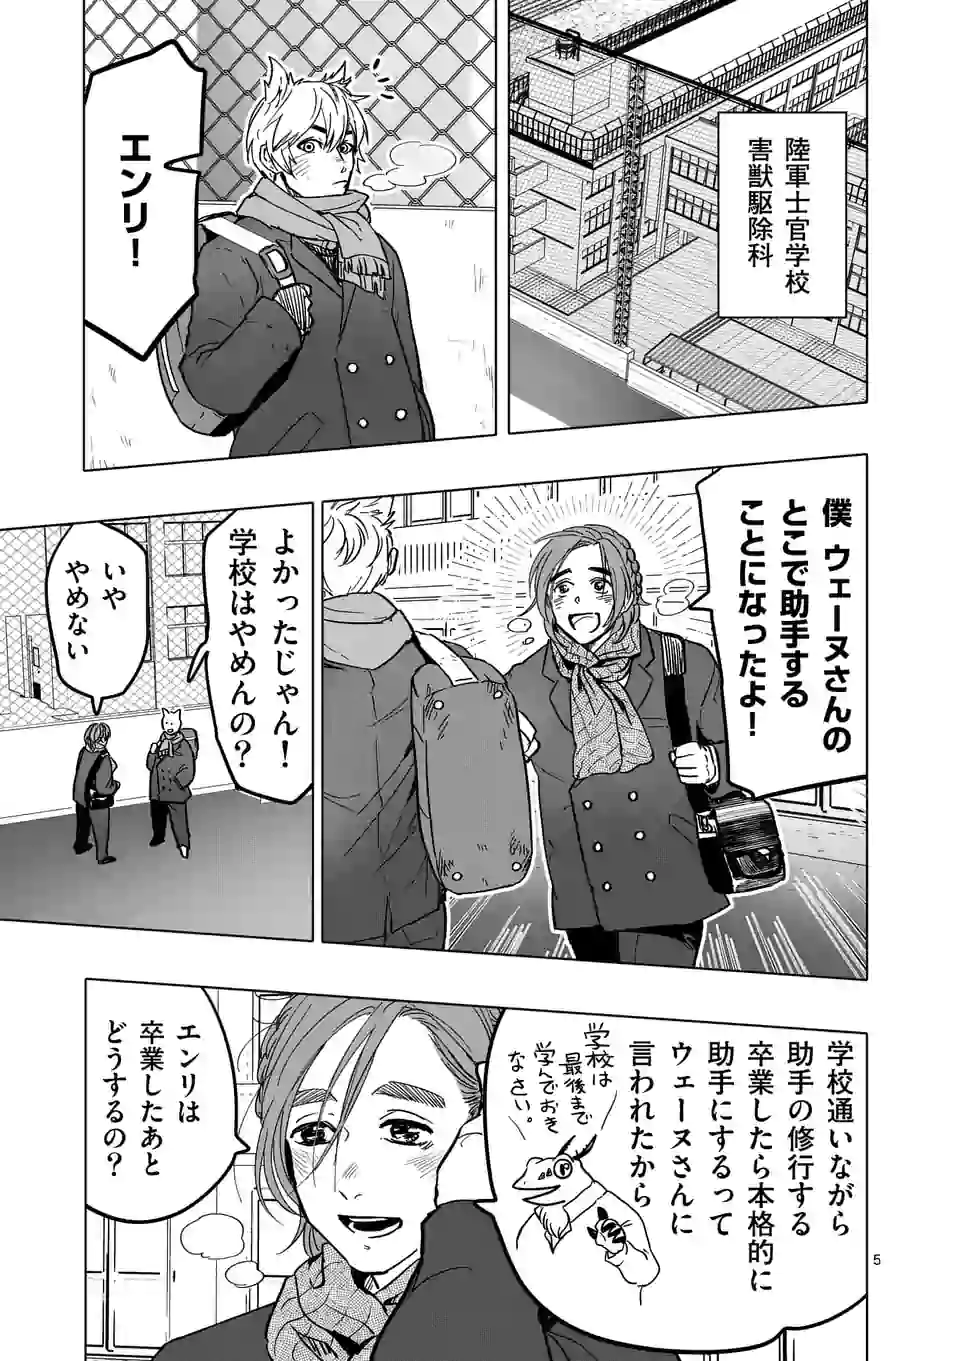 陸軍士官学校
害獣駆除科
エンリ！
僕 ウェーヌさんの
とこで助手する
ことになったよ！
よかったじゃん！
学校はやめんの？
いや
やめない
学校通いながら
助手の修行する
卒業したら本格的に
助手にするって
ウェーヌさんに
言われたから
学校は
最後まで
学んでおき
なさい。
エンリは
卒業したあと
どうするの？
5